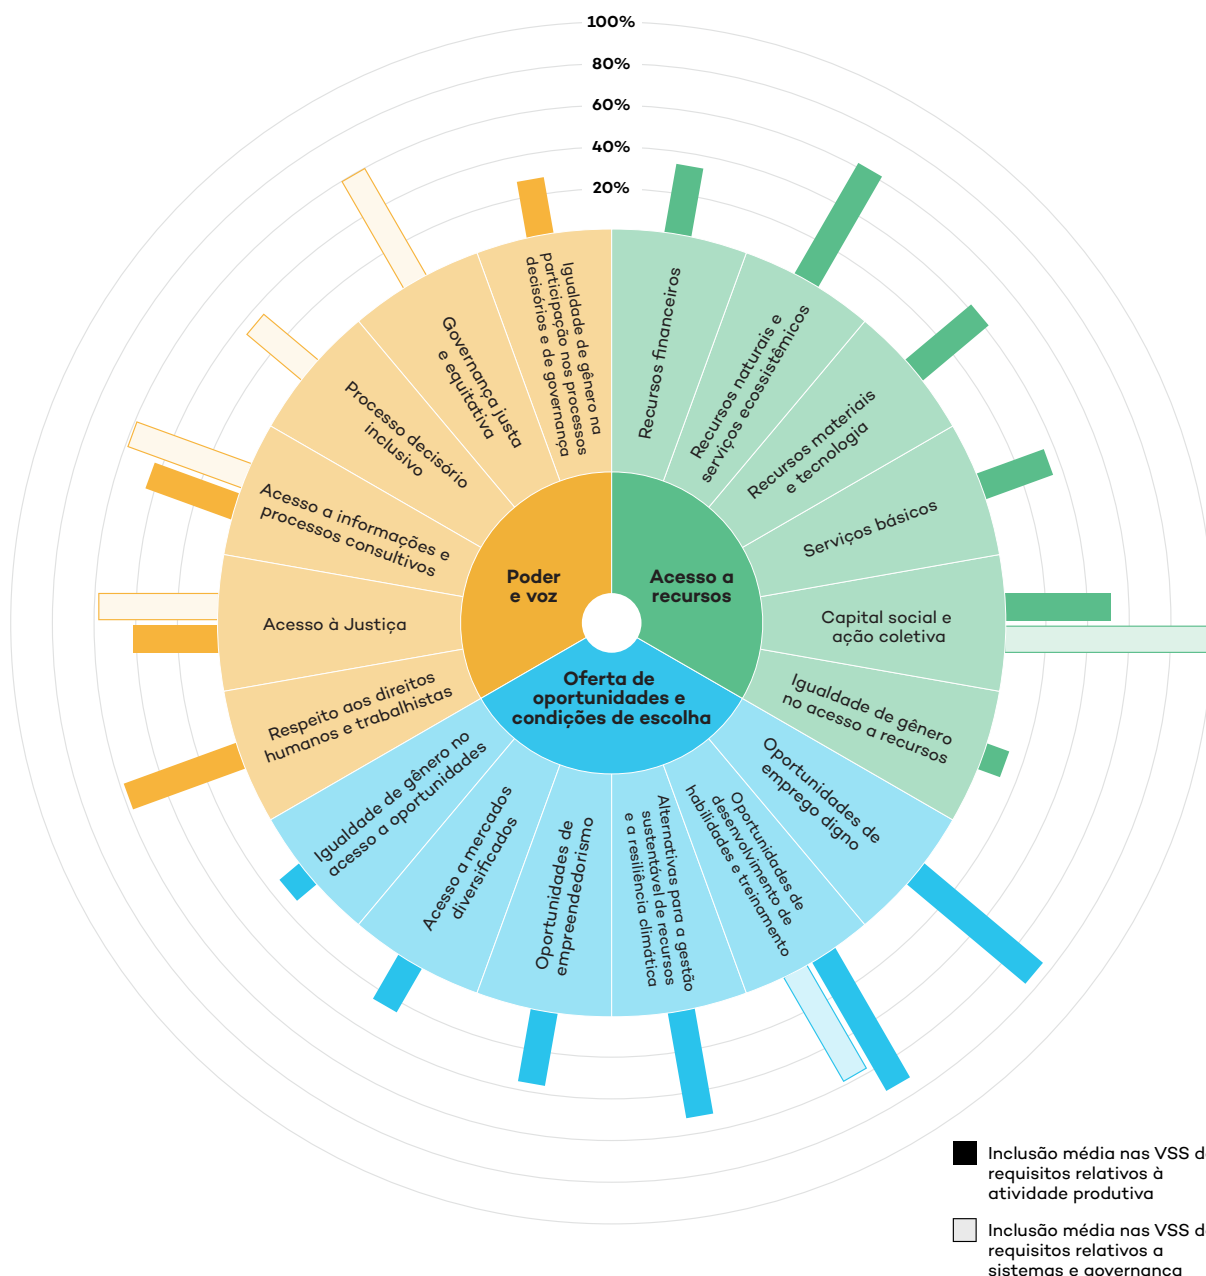 100%
80%
60%
40%
20%
Recursos financeiros
Recursos naturais e
serviços ecossistêmicos
Recursos materiais
e tecnologia
Serviços básicos
Capital social e
ação coletiva
Igualdade de gênero
no acesso a recursos
Oportunidades de
emprego digno
Oportunidades de
desenvolvimento de
habilidades e treinamento
Alternativas para a gestão
sustentável de recursos
e a resiliência climática
Oportunidades de
empreendedorismo
Acesso a mercados
diversificados
Igualdade de gênero no
acesso a oportunidades
Respeito aos direitos
humanos e trabalhistas
Acesso à Justiça
Acesso a informações e
processos consultivos
Processo decisório
inclusivo
Governança justa
e equitativa
Igualdade de gênero na
participação nos processos
decisórios e de governança
Poder
e voz
Acesso a
recursos
Oferta de
oportunidades e
condições de escolha
Inclusão média nas VSS d
requisitos relativos à
atividade produtiva
Inclusão média nas VSS d
requisitos relativos a
sistemas e governança